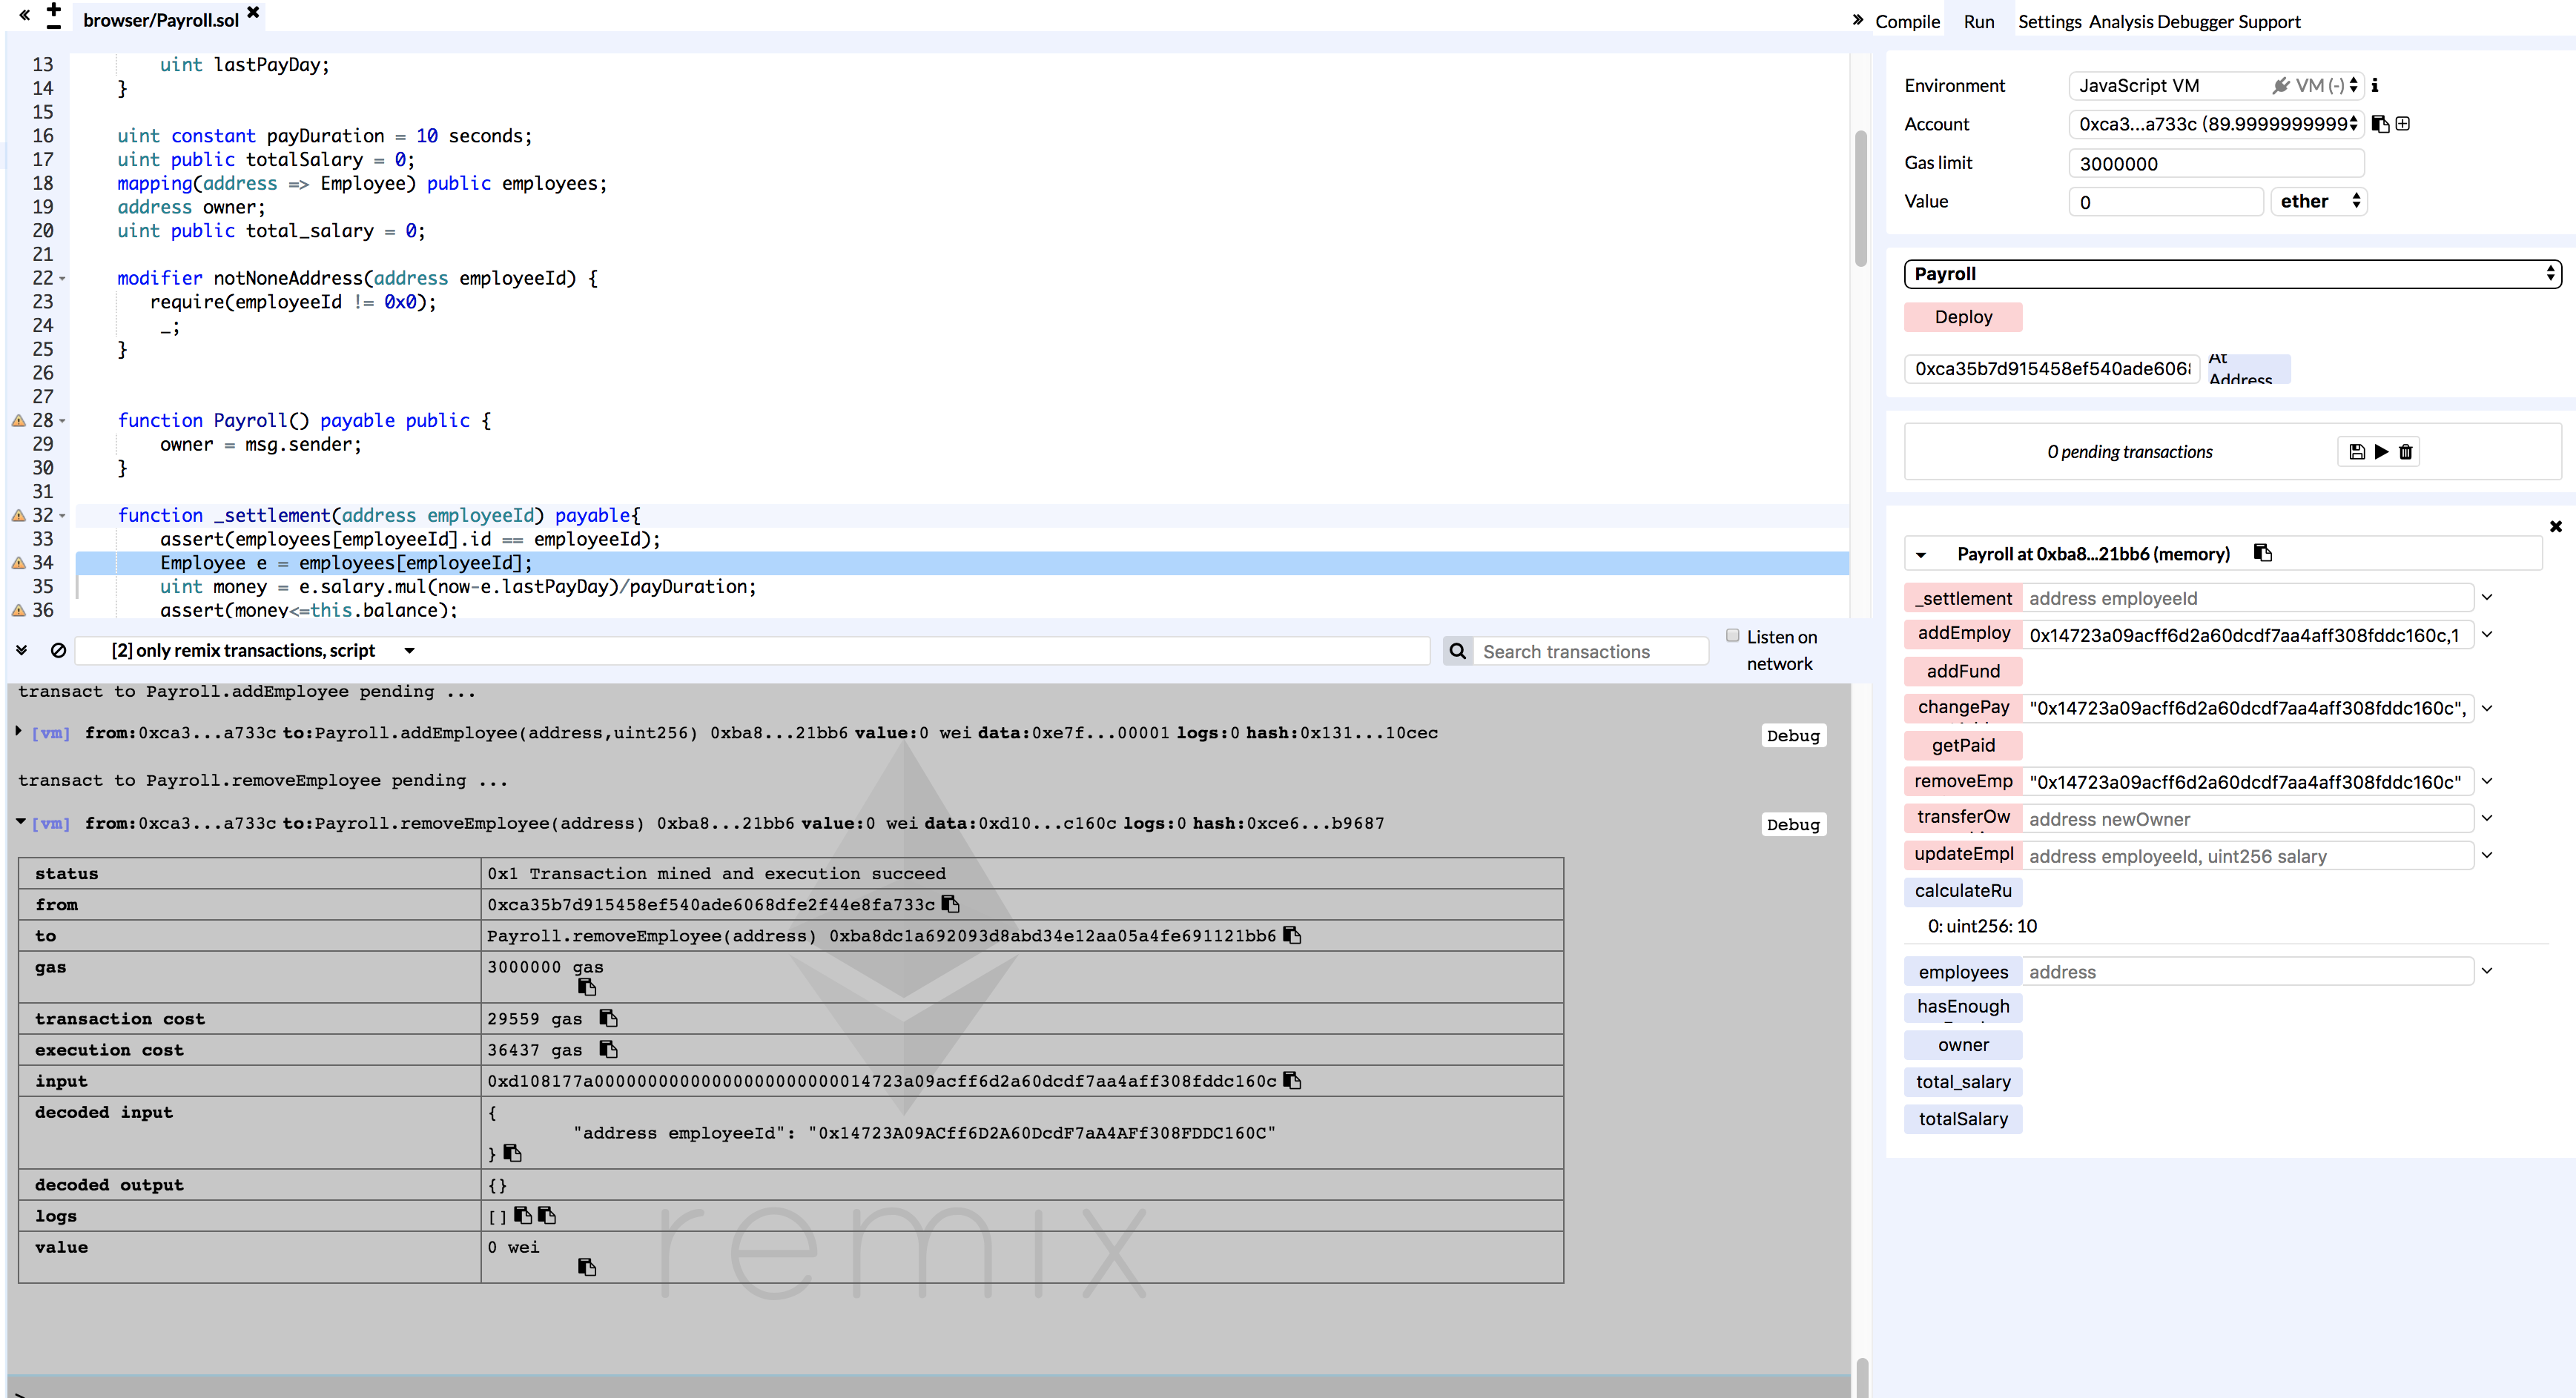 browser/Payroll.sol
13 uint lastPayDay;
14 }
15
16 uint constant payDuration = 10 seconds;
17 uint public totalSalary = 0;
18 mapping(address => Employee) public employees;
19 address owner;
20 uint public total_salary = 0;
21
22 modifier notNoneAddress(address employeeId) {
23 require(employeeId != 0x0);
24 _;
25 }
26
27
28 function Payroll() payable public {
29 owner = msg.sender;
30 }
31
32 function _settlement(address employeeId) payable{
33 assert(employees[employeeId].id == employeeId);
34 Employee e = employees[employeeId];
35 uint money = e.salary.mul(now-e.lastPayDay)/payDuration;
36 assert(money<=this.balance);
[2] only remix transactions, script
Search transactions
Listen on
network
transact to Payroll.addEmployee pending ...
[vm] from:0xca3...a733c to:Payroll.addEmployee(address,uint256) 0xba8...21bb6 value:0 wei data:0xe7f...00001 logs:0 hash:0x131...10cec
Debug
transact to Payroll.removeEmployee pending ...
[vm] from:0xca3...a733c to:Payroll.removeEmployee(address) 0xba8...21bb6 value:0 wei data:0xd10...c160c logs:0 hash:0xce6...b9687
Debug
status 0x1 Transaction mined and execution succeed
from 0xca35b7d915458ef540ade6068dfe2f44e8fa733c
to Payroll.removeEmployee(address) 0xba8dc1a692093d8abd34e12aa05a4fe691121bb6
gas 3000000 gas
transaction cost 29559 gas
execution cost 36437 gas
input 0xd108177a00000000000000000000000014723a09acff6d2a60dcdf7aa4aff308fddc160c
decoded input {
"address employeeId": "0x14723A09ACff6D2A60DcdF7aA4AFf308FDDC160C"
}
decoded output {}
logs []
value 0 wei
remix
>
Compile Run Settings Analysis Debugger Support
Environment JavaScript VM VM (-)
Account 0xca3...a733c (89.9999999999
Gas limit 3000000
Value 0 ether
Payroll
Deploy
0xca35b7d915458ef540ade606 At
Address
0 pending transactions
Payroll at 0xba8...21bb6 (memory)
_settlement address employeeId
addEmploy 0x14723a09acff6d2a60dcdf7aa4aff308fddc160c,1
addFund
changePay "0x14723a09acff6d2a60dcdf7aa4aff308fddc160c",
getPaid
removeEmp "0x14723a09acff6d2a60dcdf7aa4aff308fddc160c"
transferOw address newOwner
updateEmpl address employeeId, uint256 salary
calculateRu
0: uint256: 10
employees address
hasEnough
owner
total_salary
totalSalary